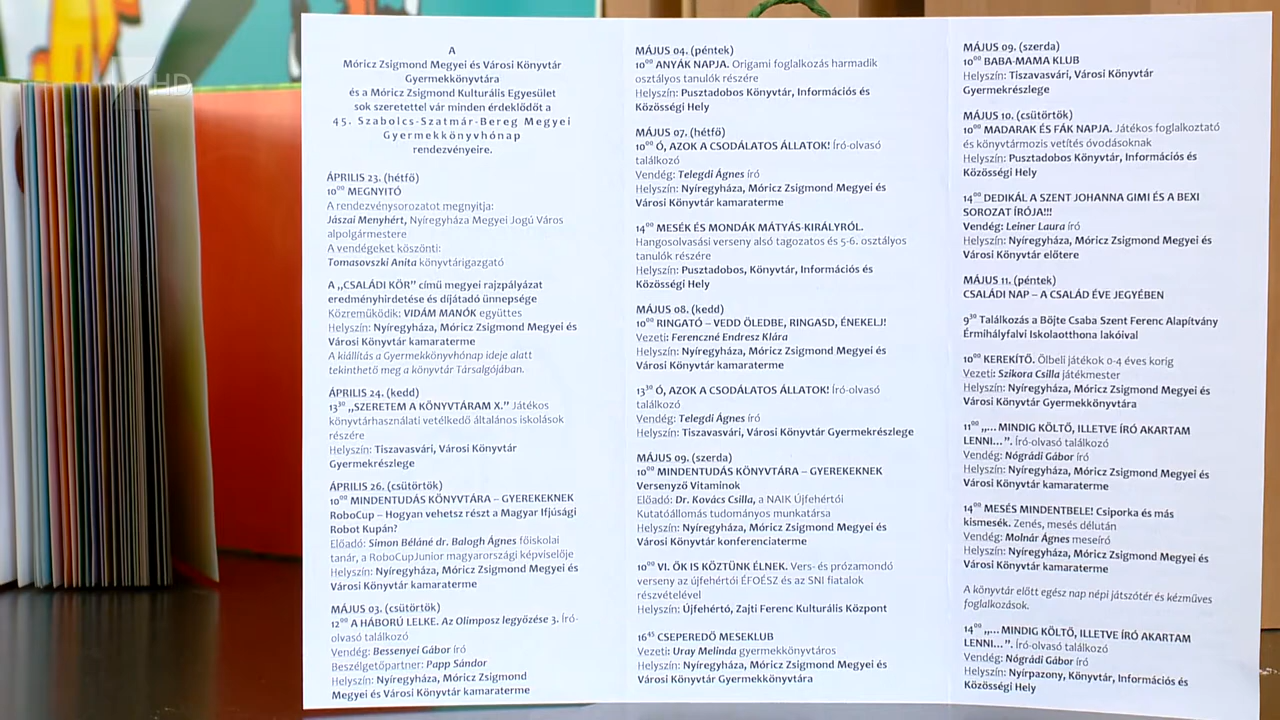 HD
A
Móricz Zsigmond Megyei és Városi Könyvtár
Gyermekkönyvtára
és a Móricz Zsigmond Kulturális Egyesület
sok szeretettel vár minden érdeklődőt a
45. Szabolcs-Szatmár-Bereg Megyei
Gyermekkönyvhónap
rendezvényeire.
ÁPRILIS 23. (hétfő)
10⁰⁰ MEGNYITÓ
A rendezvénysorozatot megnyitja:
Jászai Menyhért, Nyíregyháza Megyei Jogú Város
alpolgármestere
A vendégeket köszönti:
Tomasovszki Anita könyvtárigazgató
A „CSALÁDI KÖR” című megyei rajzpályázat
eredményhirdetése és díjátadó ünnepsége
Közreműködik: VIDÁM MANÓK együttes
Helyszín: Nyíregyháza, Móricz Zsigmond Megyei és
Városi Könyvtár kamaraterme
A kiállítás a Gyermekkönyvhónap ideje alatt
tekinthető meg a könyvtár Társalgójában.
ÁPRILIS 24. (kedd)
13³⁰ „SZERETEM A KÖNYVTÁRAM X.” Játékos
könyvtárhasználati vetélkedő általános iskolások
részére
Helyszín: Tiszavasvári, Városi Könyvtár
Gyermekrészlege
ÁPRILIS 26. (csütörtök)
10⁰⁰ MINDENTUDÁS KÖNYVTÁRA – GYEREKEKNEK
RoboCup – Hogyan vehetsz részt a Magyar Ifjúsági
Robot Kupán?
Előadó: Simon Béláné dr. Balogh Ágnes főiskolai
tanár, a RoboCupJunior magyarországi képviselője
Helyszín: Nyíregyháza, Móricz Zsigmond Megyei és
Városi Könyvtár kamaraterme
MÁJUS 03. (csütörtök)
12⁰⁰ A HÁBORÚ LELKE. Az Olimposz legyőzése 3. Író-
olvasó találkozó
Vendég: Bessenyei Gábor író
Beszélgetőpartner: Papp Sándor
Helyszín: Nyíregyháza, Móricz Zsigmond
Megyei és Városi Könyvtár kamaraterme
MÁJUS 04. (péntek)
10⁰⁰ ANYÁK NAPJA. Origami foglalkozás harmadik
osztályos tanulók részére
Helyszín: Pusztadobos Könyvtár, Információs és
Közösségi Hely
MÁJUS 07. (hétfő)
10⁰⁰ Ó, AZOK A CSODÁLATOS ÁLLATOK! Író-olvasó
találkozó
Vendég: Telegdi Ágnes író
Helyszín: Nyíregyháza, Móricz Zsigmond Megyei és
Városi Könyvtár kamaraterme
14⁰⁰ MESÉK ÉS MONDÁK MÁTYÁS-KIRÁLYRÓL.
Hangosolvasási verseny alsó tagozatos és 5-6. osztályos
tanulók részére
Helyszín: Pusztadobos, Könyvtár, Információs és
Közösségi Hely
MÁJUS 08. (kedd)
10⁰⁰ RINGATÓ – VEDD ÖLEDBE, RINGASD, ÉNEKELJ!
Vezeti: Ferenczné Endresz Klára
Helyszín: Nyíregyháza, Móricz Zsigmond Megyei és
Városi Könyvtár kamaraterme
13³⁰ Ó, AZOK A CSODÁLATOS ÁLLATOK! Író-olvasó
találkozó
Vendég: Telegdi Ágnes író
Helyszín: Tiszavasvári, Városi Könyvtár Gyermekrészlege
MÁJUS 09. (szerda)
10⁰⁰ MINDENTUDÁS KÖNYVTÁRA – GYEREKEKNEK
Versenyző Vitaminok
Előadó: Dr. Kovács Csilla, a NAIK Újfehértói
Kutatóállomás tudományos munkatársa
Helyszín: Nyíregyháza, Móricz Zsigmond Megyei és
Városi Könyvtár konferenciaterme
10⁰⁰ VI. ŐK IS KÖZTÜNK ÉLNEK. Vers- és prózamondó
verseny az újfehértói ÉFOÉSZ és az SNI fiatalok
részvételével
Helyszín: Újfehértó, Zajti Ferenc Kulturális Központ
16⁴⁵ CSEPEREDŐ MESEKLUB
Vezeti: Uray Melinda gyermekkönyvtáros
Helyszín: Nyíregyháza, Móricz Zsigmond Megyei és
Városi Könyvtár Gyermekkönyvtára
MÁJUS 09. (szerda)
10⁰⁰ BABA-MAMA KLUB
Helyszín: Tiszavasvári, Városi Könyvtár
Gyermekrészlege
MÁJUS 10. (csütörtök)
10⁰⁰ MADARAK ÉS FÁK NAPJA. Játékos foglalkoztató
és könyvtármozis vetítés óvodásoknak
Helyszín: Pusztadobos Könyvtár, Információs és
Közösségi Hely
14⁰⁰ DEDIKÁL A SZENT JOHANNA GIMI ÉS A BEXI
SOROZAT ÍRÓJA!!!
Vendég: Leiner Laura író
Helyszín: Nyíregyháza, Móricz Zsigmond Megyei és
Városi Könyvtár előtere
MÁJUS 11. (péntek)
CSALÁDI NAP – A CSALÁD ÉVE JEGYÉBEN
9³⁰ Találkozás a Böjte Csaba Szent Ferenc Alapítvány
Érmihályfalvi Iskolaotthona lakóival
10⁰⁰ KEREKÍTŐ. Ölbeli játékok 0-4 éves korig
Vezeti: Szikora Csilla játékmester
Helyszín: Nyíregyháza, Móricz Zsigmond Megyei és
Városi Könyvtár Gyermekkönyvtára
11⁰⁰ „... MINDIG KÖLTŐ, ILLETVE ÍRÓ AKARTAM
LENNI...”. Író-olvasó találkozó
Vendég: Nógrádi Gábor író
Helyszín: Nyíregyháza, Móricz Zsigmond Megyei és
Városi Könyvtár kamaraterme
14⁰⁰ MESÉS MINDENTBELE! Csiporka és más
kismesék. Zenés, mesés délután
Vendég: Molnár Ágnes meseíró
Helyszín: Nyíregyháza, Móricz Zsigmond Megyei és
Városi Könyvtár kamaraterme
A könyvtár előtt egész nap népi játszótér és kézműves
foglalkozások.
14⁰⁰ „... MINDIG KÖLTŐ, ILLETVE ÍRÓ AKARTAM
LENNI...”. Író-olvasó találkozó
Vendég: Nógrádi Gábor író
Helyszín: Nyírpazony, Könyvtár, Információs és
Közösségi Hely